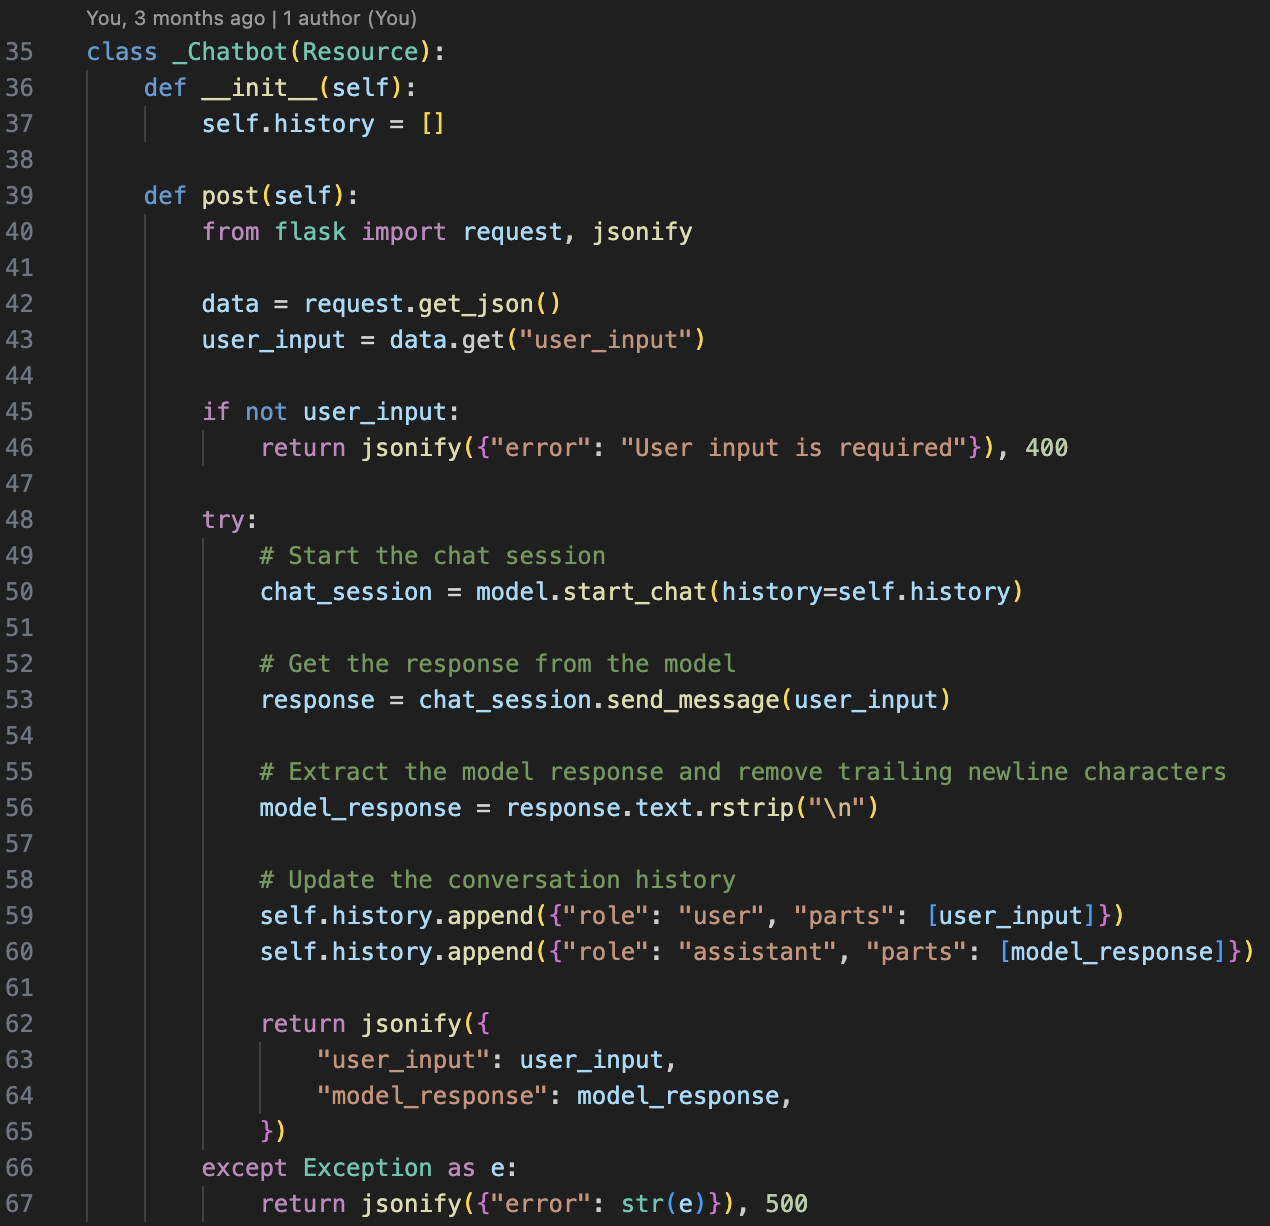 You, 3 months ago | 1 author (You)
35 class _Chatbot(Resource):
36     def __init__(self):
37         self.history = []
38
39     def post(self):
40         from flask import request, jsonify
41
42         data = request.get_json()
43         user_input = data.get("user_input")
44
45         if not user_input:
46             return jsonify({"error": "User input is required"}), 400
47
48         try:
49             # Start the chat session
50             chat_session = model.start_chat(history=self.history)
51
52             # Get the response from the model
53             response = chat_session.send_message(user_input)
54
55             # Extract the model response and remove trailing newline characters
56             model_response = response.text.rstrip("\n")
57
58             # Update the conversation history
59             self.history.append({"role": "user", "parts": [user_input]})
60             self.history.append({"role": "assistant", "parts": [model_response]})
61
62             return jsonify({
63                 "user_input": user_input,
64                 "model_response": model_response,
65             })
66         except Exception as e:
67             return jsonify({"error": str(e)}), 500